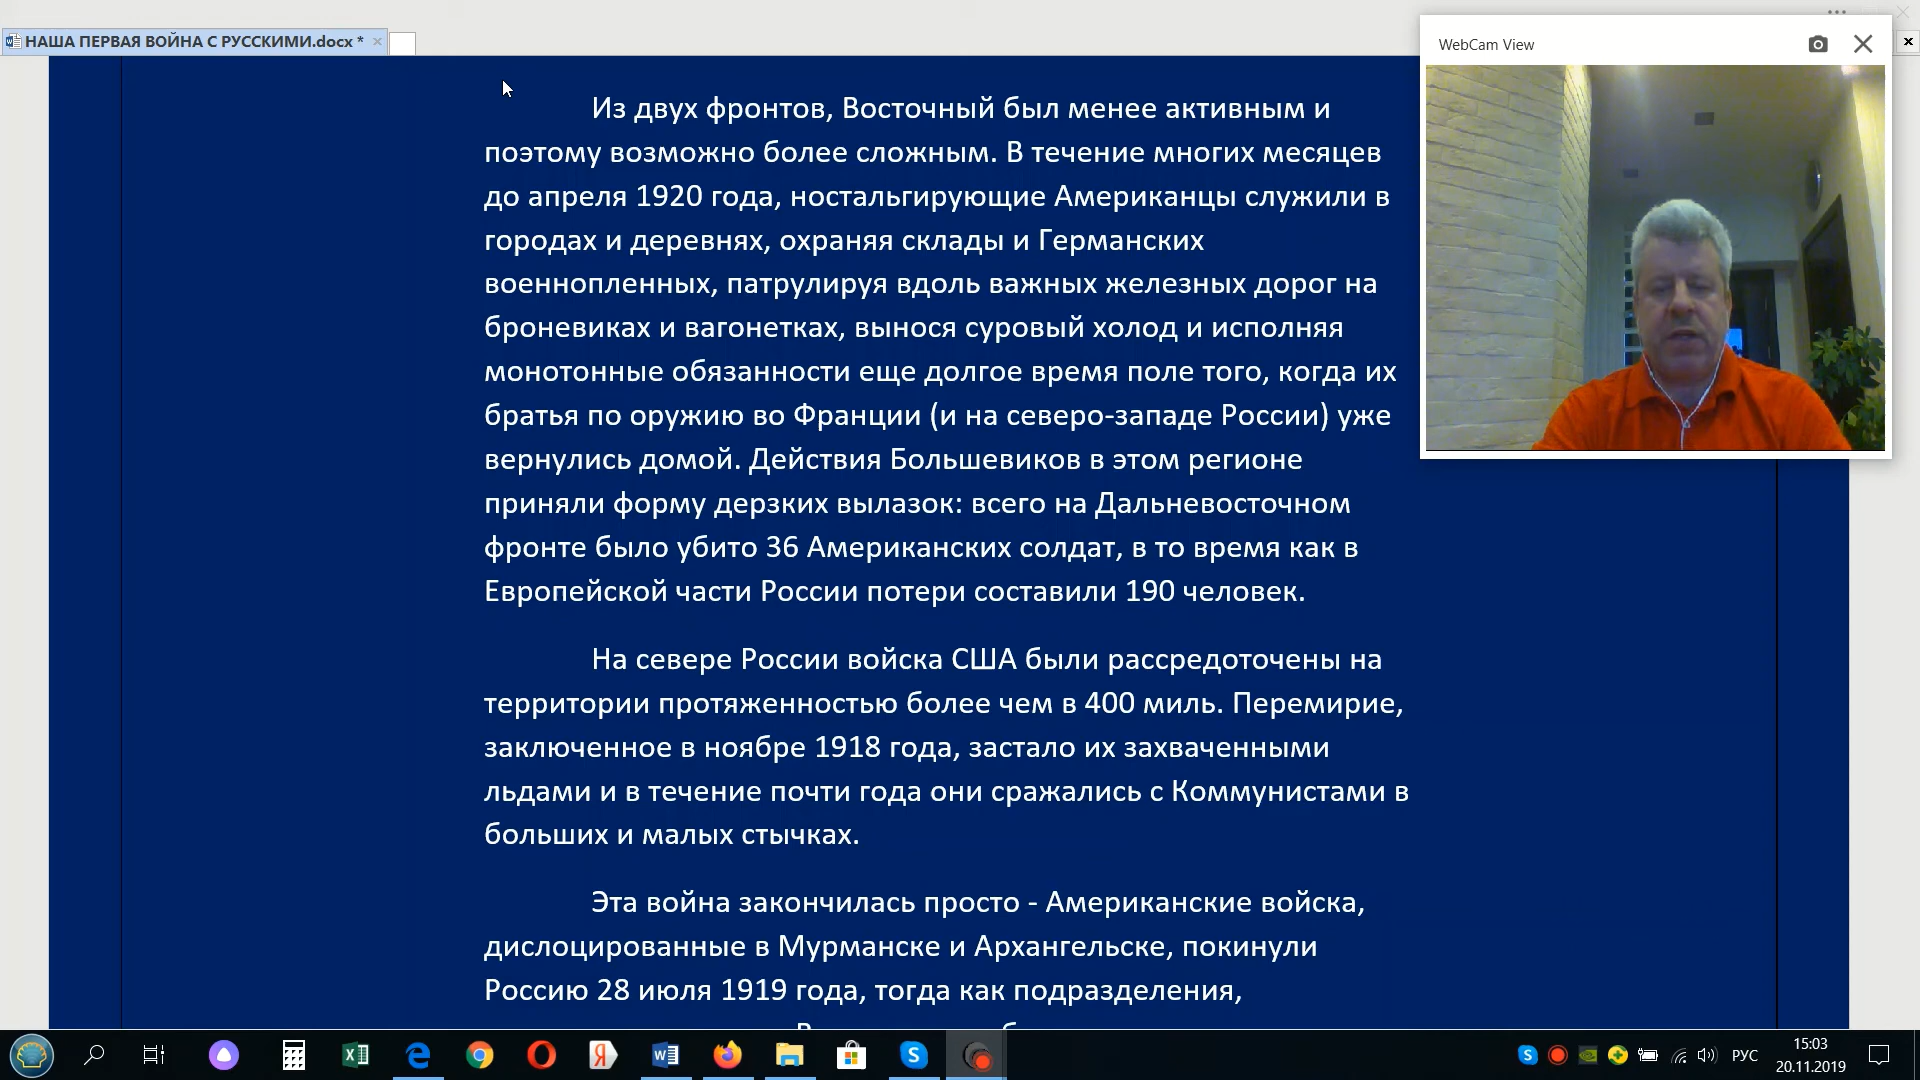 НАША ПЕРВАЯ ВОЙНА С РУССКИМИ.docx *
WebCam View
Из двух фронтов, Восточный был менее активным и
поэтому возможно более сложным. В течение многих месяцев
до апреля 1920 года, ностальгирующие Американцы служили в
городах и деревнях, охраняя склады и Германских
военнопленных, патрулируя вдоль важных железных дорог на
броневиках и вагонетках, вынося суровый холод и исполняя
монотонные обязанности еще долгое время поле того, когда их
братья по оружию во Франции (и на северо-западе России) уже
вернулись домой. Действия Большевиков в этом регионе
приняли форму дерзких вылазок: всего на Дальневосточном
фронте было убито 36 Американских солдат, в то время как в
Европейской части России потери составили 190 человек.
На севере России войска США были рассредоточены на
территории протяженностью более чем в 400 миль. Перемирие,
заключенное в ноябре 1918 года, застало их захваченными
льдами и в течение почти года они сражались с Коммунистами в
больших и малых стычках.
Эта война закончилась просто - Американские войска,
дислоцированные в Мурманске и Архангельске, покинули
Россию 28 июля 1919 года, тогда как подразделения,
РУС
15:03
20.11.2019